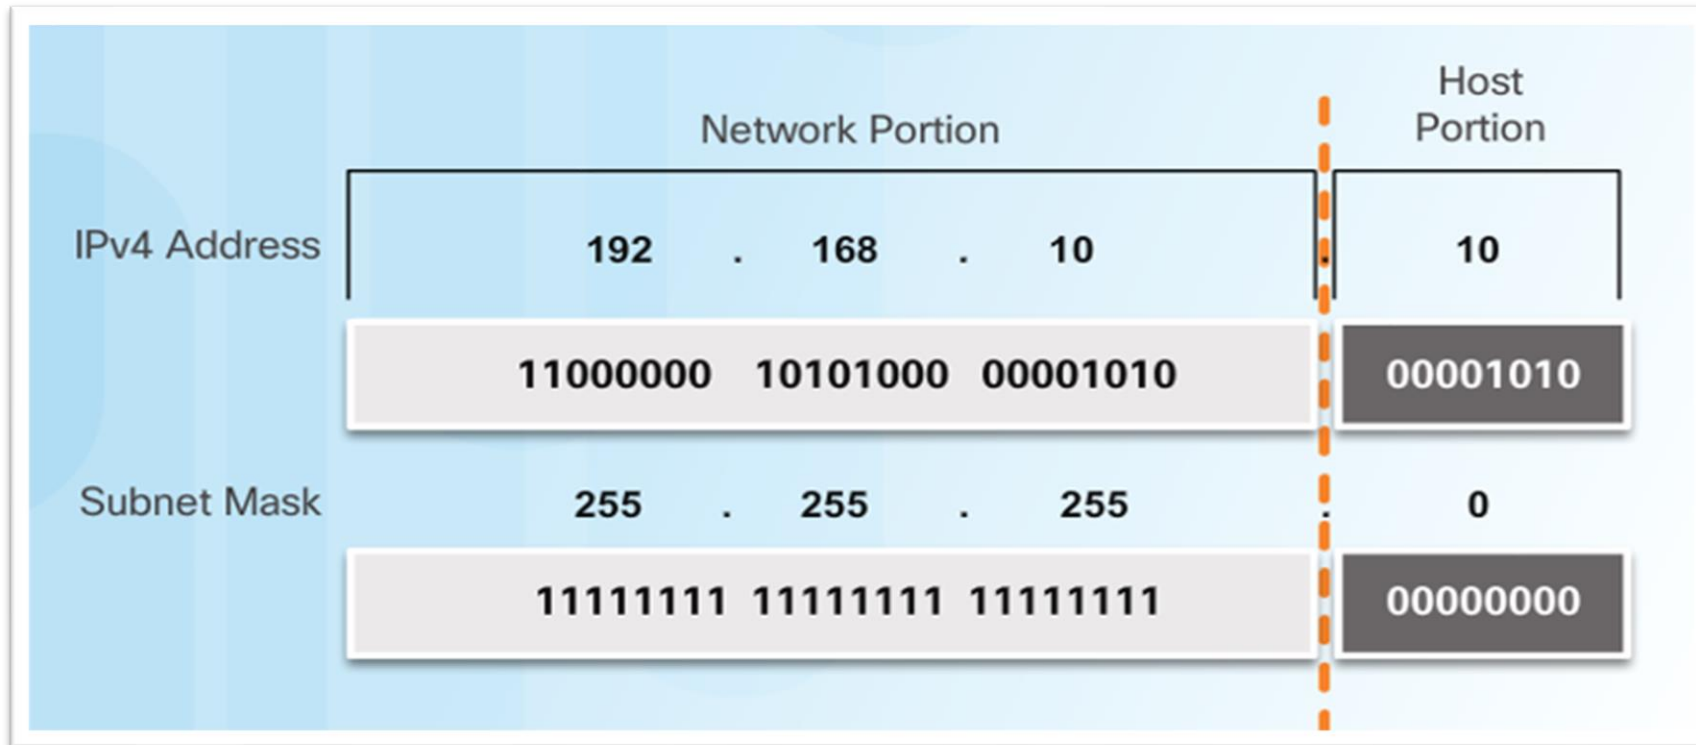 Network Portion
Host
Portion
IPv4 Address 192 . 168 . 10 . 10
11000000 10101000 00001010 00001010
Subnet Mask 255 . 255 . 255 . 0
11111111 11111111 11111111 00000000